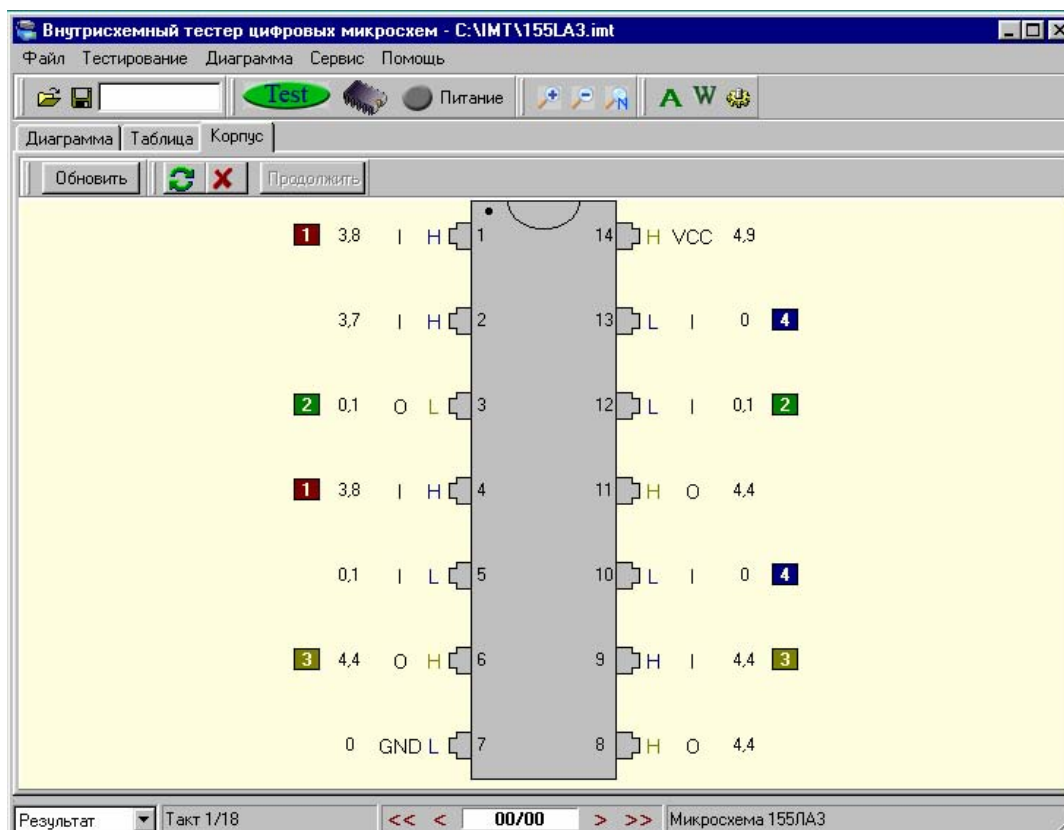 Внутрисхемный тестер цифровых микросхем - C:\IMT\155LA3.imt
Файл Тестирование Диаграмма Сервис Помощь
Test Питание N A W
Диаграмма Таблица Корпус
Обновить Продолжить
1 3,8 I H 1 14 H VCC 4,9
3,7 I H 2 13 L I 0 4
2 0,1 O L 3 12 L I 0,1 2
1 3,8 I H 4 11 H O 4,4
0,1 I L 5 10 L I 0 4
3 4,4 O H 6 9 H I 4,4 3
0 GND L 7 8 H O 4,4
Результат Такт 1/18 << < 00/00 > >> Микросхема 155ЛА3